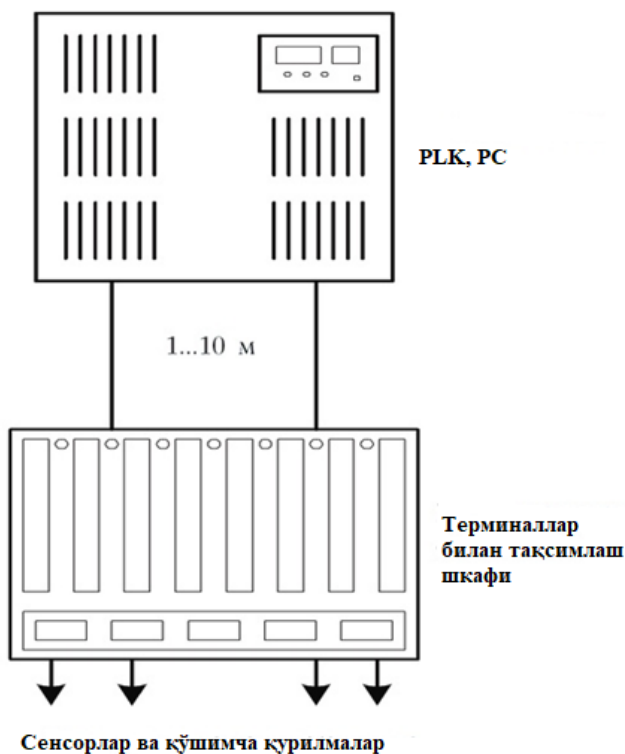 PLK, PC
1...10 м
Терминаллар
билан тақсимлаш
шкафи
Сенсорлар ва қўшимча қурилмалар